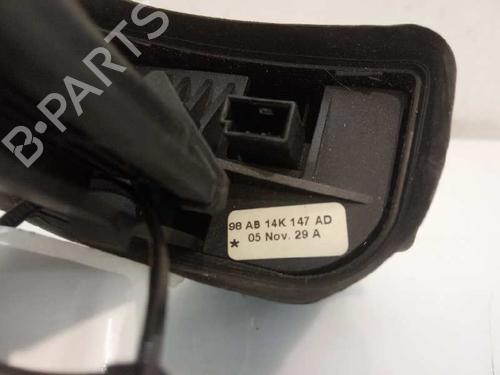 B-PARTS
98 AB 14K 147 AD
* 05 Nov. 29 A